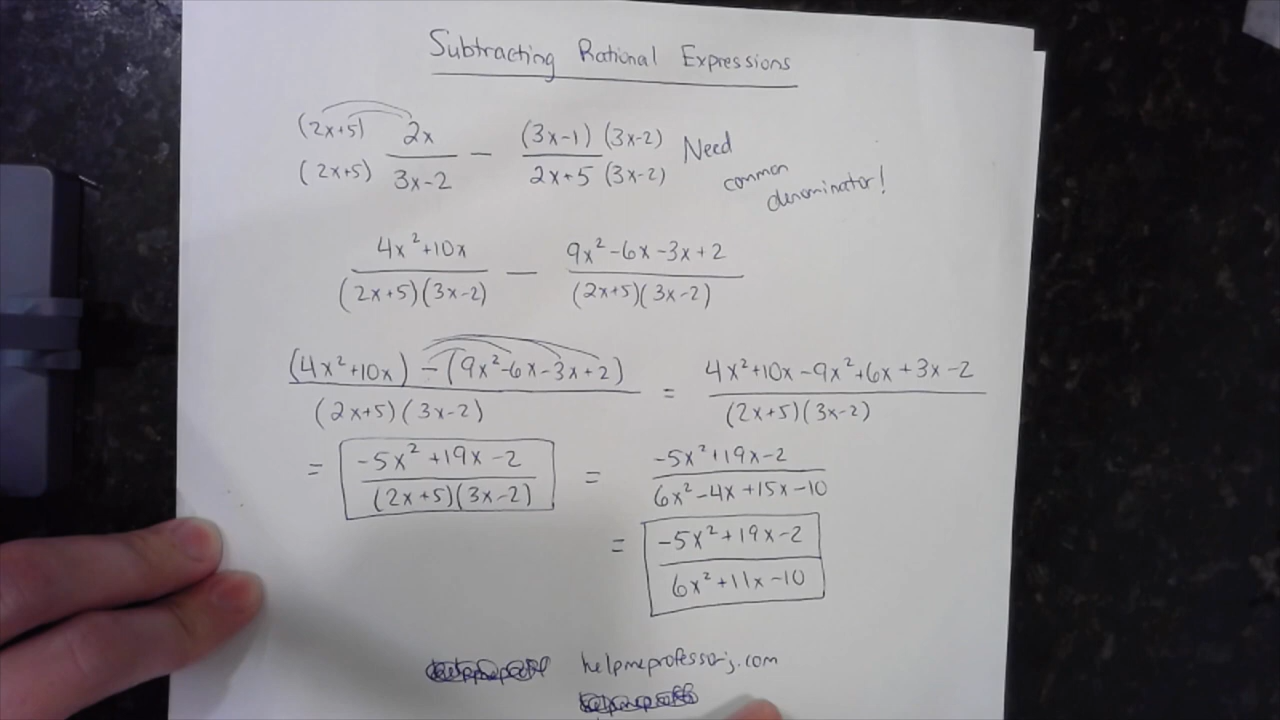 Subtracting Rational Expressions
(2x+5) 2x - (3x-1) (3x-2) Need
(2x+5) 3x-2 2x+5 (3x-2) common
denominator!
4x²+10x - 9x²-6x-3x+2
(2x+5)(3x-2) (2x+5)(3x-2)
(4x²+10x) - (9x²-6x-3x+2) = 4x²+10x-9x²+6x+3x-2
(2x+5)(3x-2) (2x+5)(3x-2)
= -5x²+19x-2 = -5x²+19x-2
(2x+5)(3x-2) 6x²-4x+15x-10
= -5x²+19x-2
6x²+11x-10
helpmeprofessorj.com